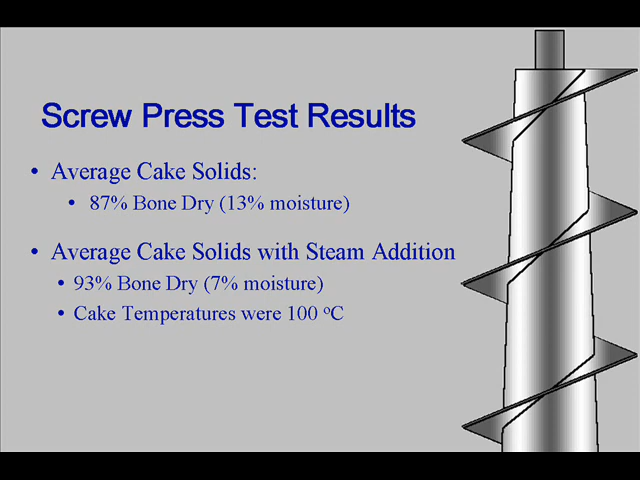 Screw Press Test Results
• Average Cake Solids:
• 87% Bone Dry (13% moisture)
• Average Cake Solids with Steam Addition
• 93% Bone Dry (7% moisture)
• Cake Temperatures were 100 ºC